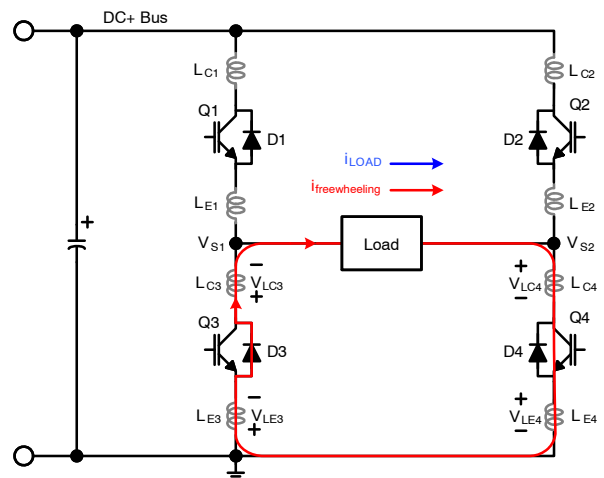 DC+ Bus
LC1
LC2
Q1
Q2
D1
D2
iLOAD
ifreewheeling
LE1
LE2
+
VS1
Load
VS2
−
+
LC3
VLC3
VLC4
LC4
+
−
Q3
Q4
D3
D4
−
+
LE3
VLE3
VLE4
LE4
+
−